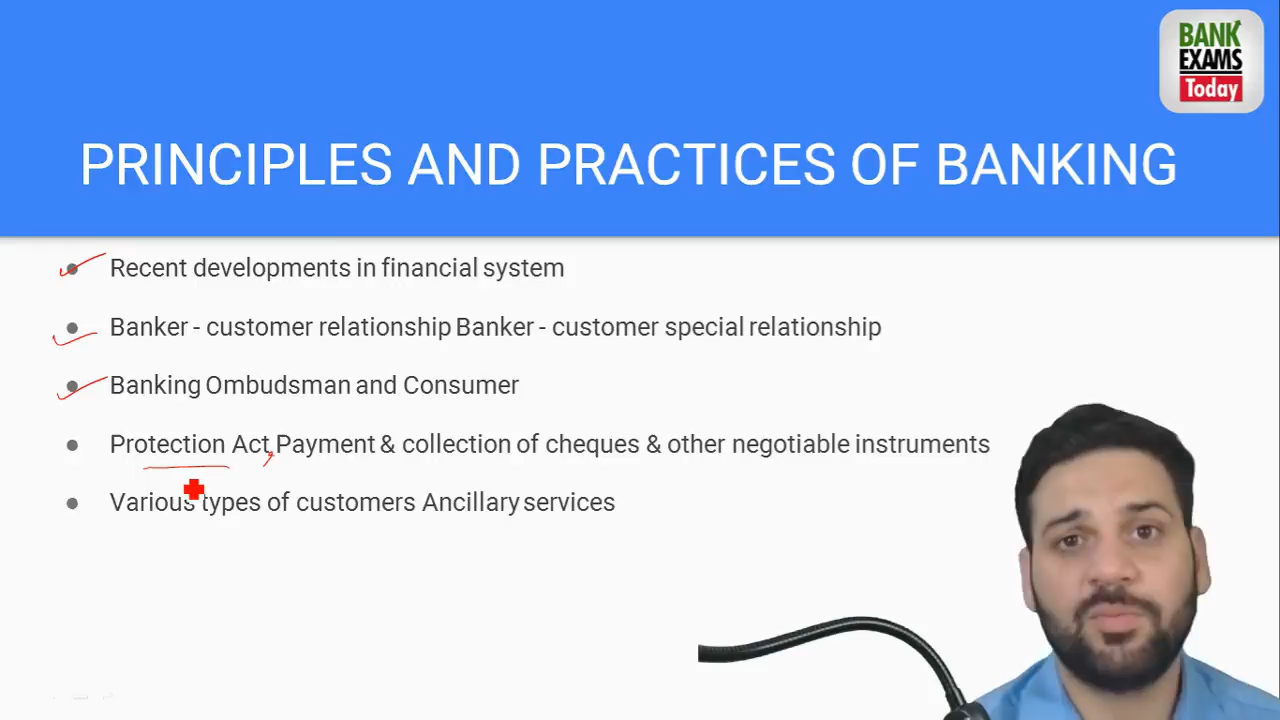 BANK
EXAMS
Today
PRINCIPLES AND PRACTICES OF BANKING
Recent developments in financial system
Banker - customer relationship Banker - customer special relationship
Banking Ombudsman and Consumer
Protection Act, Payment & collection of cheques & other negotiable instruments
Various types of customers Ancillary services